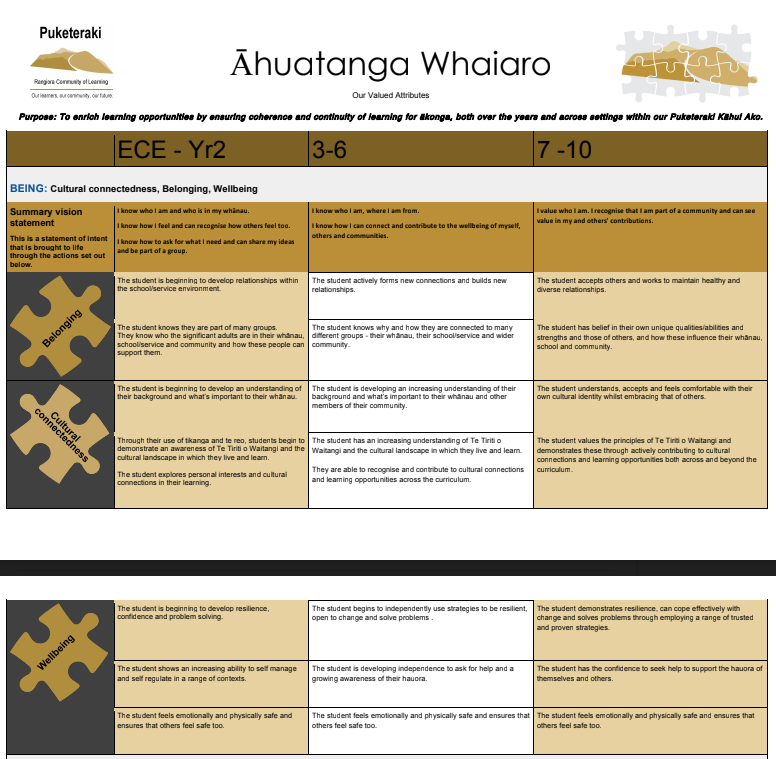 Puketeraki
Rangiora Community of Learning
Our learners, our community, our future.
Āhuatanga Whaiaro
Our Valued Attributes
Purpose: To enrich learning opportunities by ensuring coherence and continuity of learning for ākonga, both over the years and across settings within our Puketeraki Kāhui Ako.
ECE - Yr2
3-6
7 -10
BEING: Cultural connectedness, Belonging, Wellbeing
Summary vision
statement
This is a statement of intent
that is brought to life
through the actions set out
below.
I know who I am and who is in my whānau.
I know how I feel and can recognise how others feel too.
I know how to ask for what I need and can share my ideas
and be part of a group.
I know who I am, where I am from.
I know how I can connect and contribute to the wellbeing of myself,
others and communities.
I value who I am. I recognise that I am part of a community and can see
value in my and others' contributions.
Belonging
The student is beginning to develop relationships within
the school/service environment.
The student actively forms new connections and builds new
relationships.
The student accepts others and works to maintain healthy and
diverse relationships.
The student knows they are part of many groups.
They know who the significant adults are in their whānau,
school/service and community and how these people can
support them.
The student knows why and how they are connected to many
different groups - their whānau, their school/service and wider
community.
The student has belief in their own unique qualities/abilities and
strengths and those of others, and how these influence their whānau,
school and community.
Cultural
connectedness
The student is beginning to develop an understanding of
their background and what's important to their whānau.
The student is developing an increasing understanding of their
background and what's important to their whānau and other
members of their community.
The student understands, accepts and feels comfortable with their
own cultural identity whilst embracing that of others.
Through their use of tikanga and te reo, students begin to
demonstrate an awareness of Te Tiriti o Waitangi and the
cultural landscape in which they live and learn.
The student explores personal interests and cultural
connections in their learning.
The student has an increasing understanding of Te Tiriti o
Waitangi and the cultural landscape in which they live and learn.
They are able to recognise and contribute to cultural connections
and learning opportunities across the curriculum.
The student values the principles of Te Tiriti o Waitangi and
demonstrates these through actively contributing to cultural
connections and learning opportunities both across and beyond the
curriculum.
Wellbeing
The student is beginning to develop resilience,
confidence and problem solving.
The student begins to independently use strategies to be resilient,
open to change and solve problems .
The student demonstrates resilience, can cope effectively with
change and solves problems through employing a range of trusted
and proven strategies.
The student shows an increasing ability to self manage
and self regulate in a range of contexts.
The student is developing independence to ask for help and a
growing awareness of their hauora.
The student has the confidence to seek help to support the hauora of
themselves and others.
The student feels emotionally and physically safe and
ensures that others feel safe too.
The student feels emotionally and physically safe and ensures that
others feel safe too.
The student feels emotionally and physically safe and ensures that
others feel safe too.